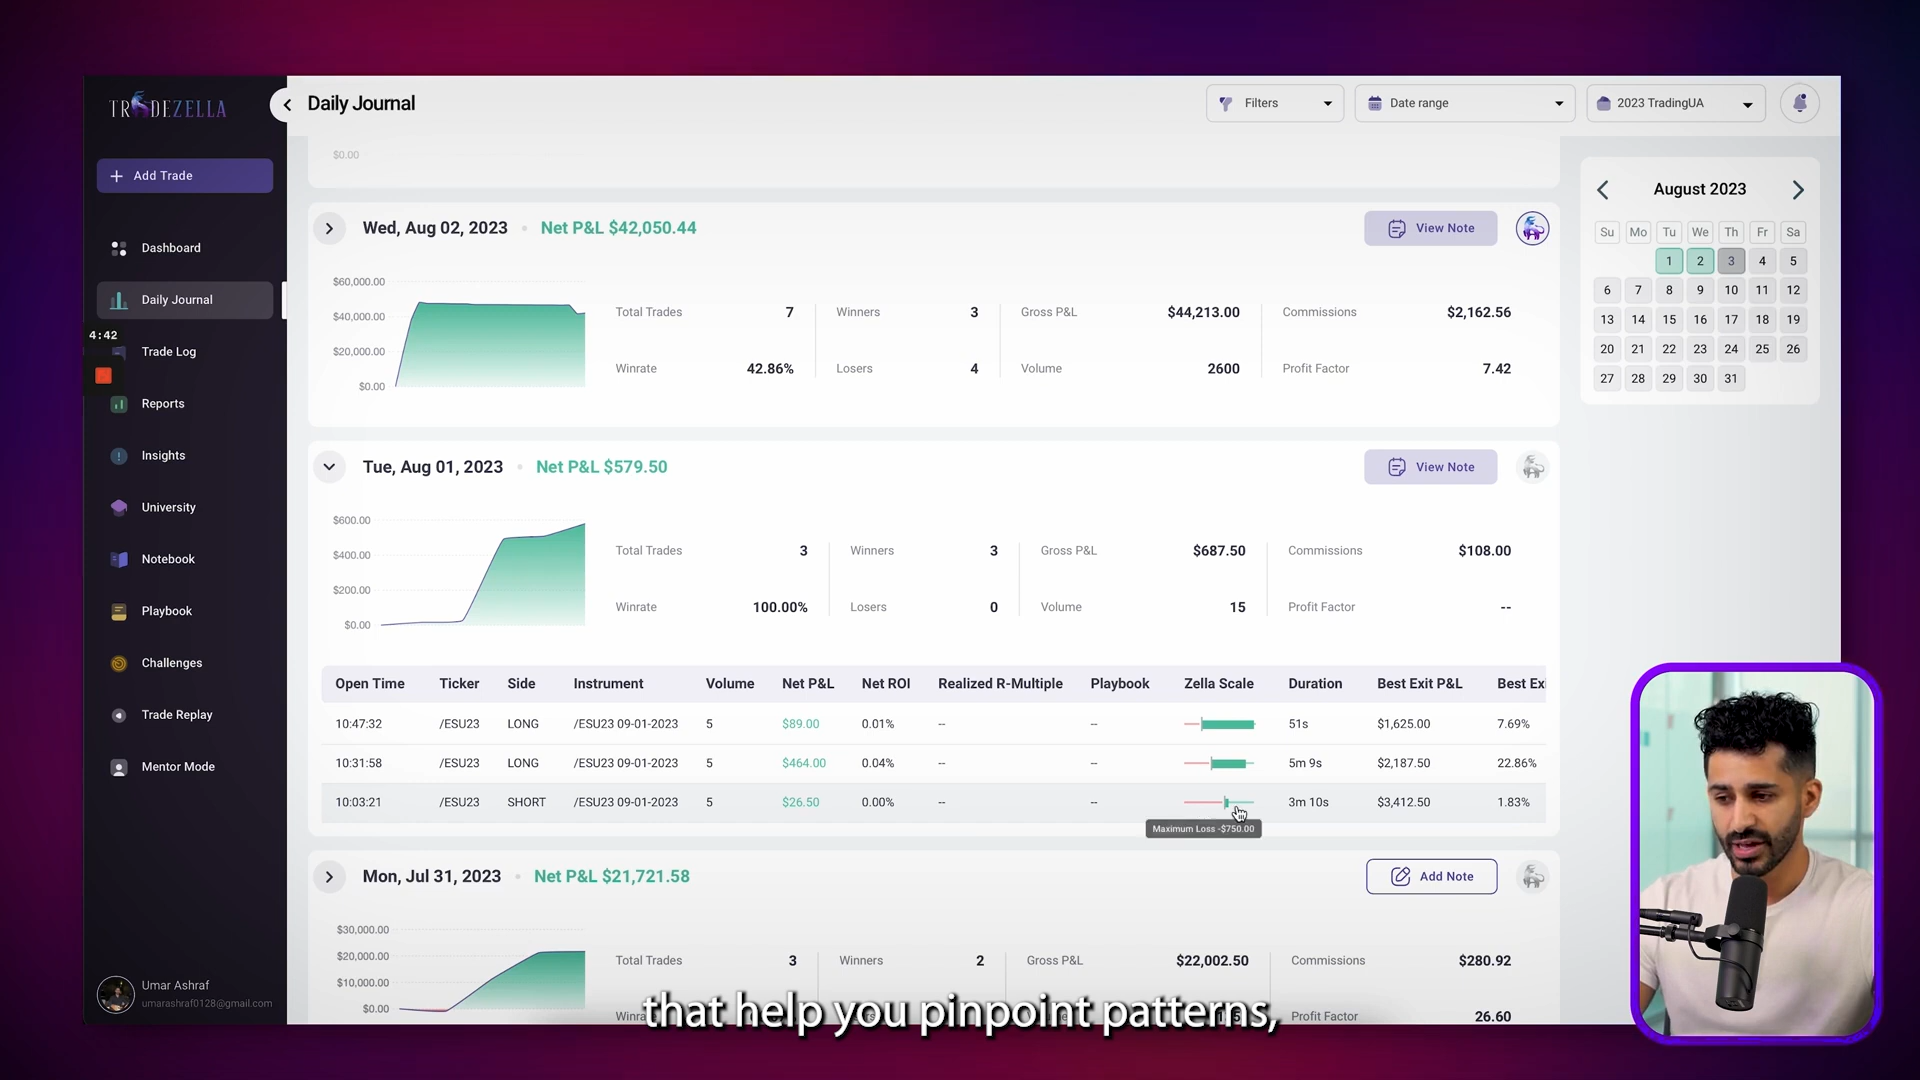 TRADEZELLA
Daily Journal
Filters
Date range
2023 TradingUA
Add Trade
Dashboard
Daily Journal
4:42
Trade Log
Reports
Insights
University
Notebook
Playbook
Challenges
Trade Replay
Mentor Mode
Umar Ashraf
umarashraf0128@gmail.com
$0.00
Wed, Aug 02, 2023 • Net P&L $42,050.44
View Note
$60,000.00
$40,000.00
$20,000.00
$0.00
Total Trades 7 Winners 3 Gross P&L $44,213.00 Commissions $2,162.56
Winrate 42.86% Losers 4 Volume 2600 Profit Factor 7.42
Tue, Aug 01, 2023 • Net P&L $579.50
View Note
$600.00
$400.00
$200.00
$0.00
Total Trades 3 Winners 3 Gross P&L $687.50 Commissions $108.00
Winrate 100.00% Losers 0 Volume 15 Profit Factor --
Open Time Ticker Side Instrument Volume Net P&L Net ROI Realized R-Multiple Playbook Zella Scale Duration Best Exit P&L Best Exi
10:47:32 /ESU23 LONG /ESU23 09-01-2023 5 $89.00 0.01% -- -- 51s $1,625.00 7.69%
10:31:58 /ESU23 LONG /ESU23 09-01-2023 5 $464.00 0.04% -- -- 5m 9s $2,187.50 22.86%
10:03:21 /ESU23 SHORT /ESU23 09-01-2023 5 $26.50 0.00% -- -- 3m 10s $3,412.50 1.83%
Maximum Loss -$750.00
Mon, Jul 31, 2023 • Net P&L $21,721.58
Add Note
$30,000.00
$20,000.00
$10,000.00
$0.00
Total Trades 3 Winners 2 Gross P&L $22,002.50 Commissions $280.92
Profit Factor 26.60
that help you pinpoint patterns,
August 2023
Su Mo Tu We Th Fr Sa
1 2 3 4 5
6 7 8 9 10 11 12
13 14 15 16 17 18 19
20 21 22 23 24 25 26
27 28 29 30 31